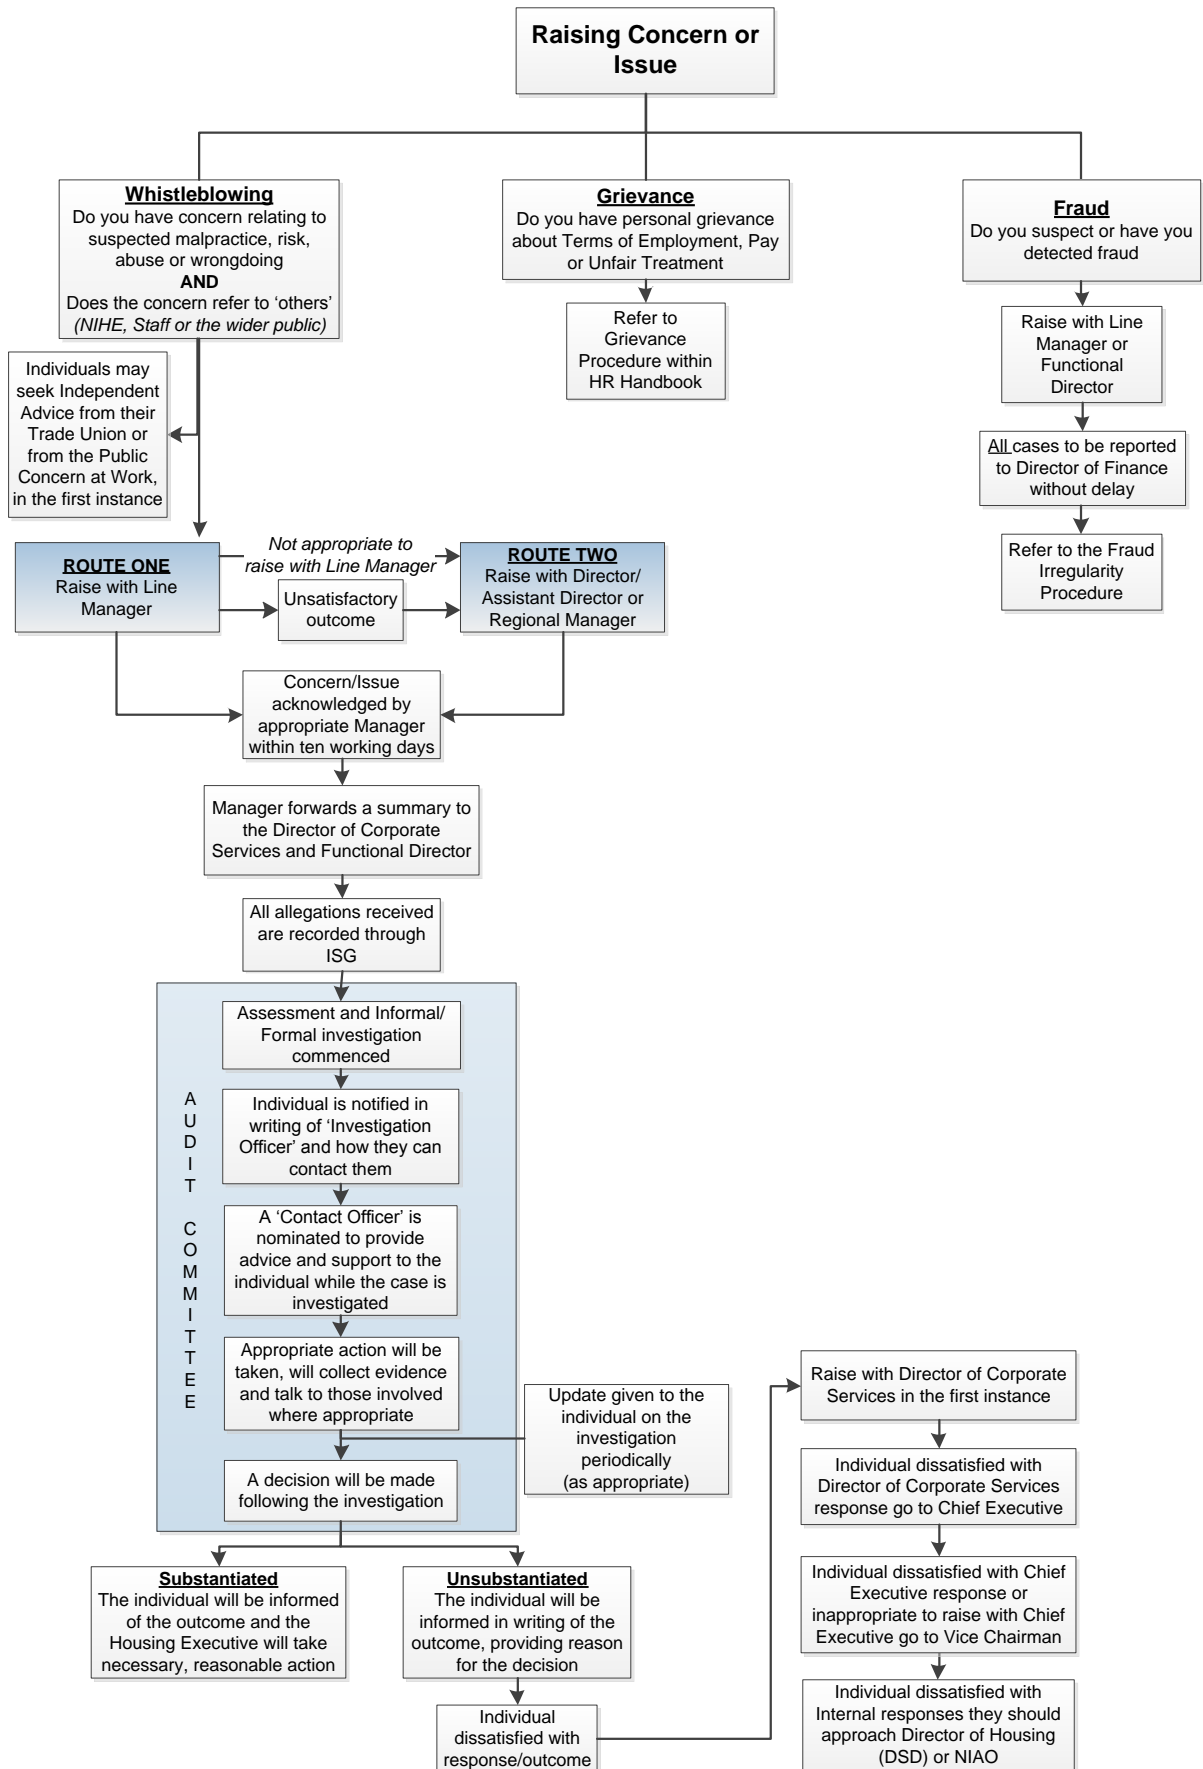 Raising Concern or
Issue
Whistleblowing
Do you have concern relating to
suspected malpractice, risk,
abuse or wrongdoing
AND
Does the concern refer to ‘others’
(NIHE, Staff or the wider public)
Grievance
Do you have personal grievance
about Terms of Employment, Pay
or Unfair Treatment
Fraud
Do you suspect or have you
detected fraud
Individuals may
seek Independent
Advice from their
Trade Union or
from the Public
Concern at Work,
in the first instance
Refer to
Grievance
Procedure within
HR Handbook
Raise with Line
Manager or
Functional
Director
All cases to be reported
to Director of Finance
without delay
Refer to the Fraud
Irregularity
Procedure
ROUTE ONE
Raise with Line
Manager
Not appropriate to
raise with Line Manager
Unsatisfactory
outcome
ROUTE TWO
Raise with Director/
Assistant Director or
Regional Manager
Concern/Issue
acknowledged by
appropriate Manager
within ten working days
Manager forwards a summary to
the Director of Corporate
Services and Functional Director
All allegations received
are recorded through
ISG
AUDIT COMMITTEE
Assessment and Informal/
Formal investigation
commenced
Individual is notified in
writing of ‘Investigation
Officer’ and how they can
contact them
A ‘Contact Officer’ is
nominated to provide
advice and support to the
individual while the case is
investigated
Appropriate action will be
taken, will collect evidence
and talk to those involved
where appropriate
Update given to the
individual on the
investigation
periodically
(as appropriate)
A decision will be made
following the investigation
Substantiated
The individual will be informed
of the outcome and the
Housing Executive will take
necessary, reasonable action
Unsubstantiated
The individual will be
informed in writing of the
outcome, providing reason
for the decision
Individual
dissatisfied with
response/outcome
Raise with Director of Corporate
Services in the first instance
Individual dissatisfied with
Director of Corporate Services
response go to Chief Executive
Individual dissatisfied with Chief
Executive response or
inappropriate to raise with Chief
Executive go to Vice Chairman
Individual dissatisfied with
Internal responses they should
approach Director of Housing
(DSD) or NIAO